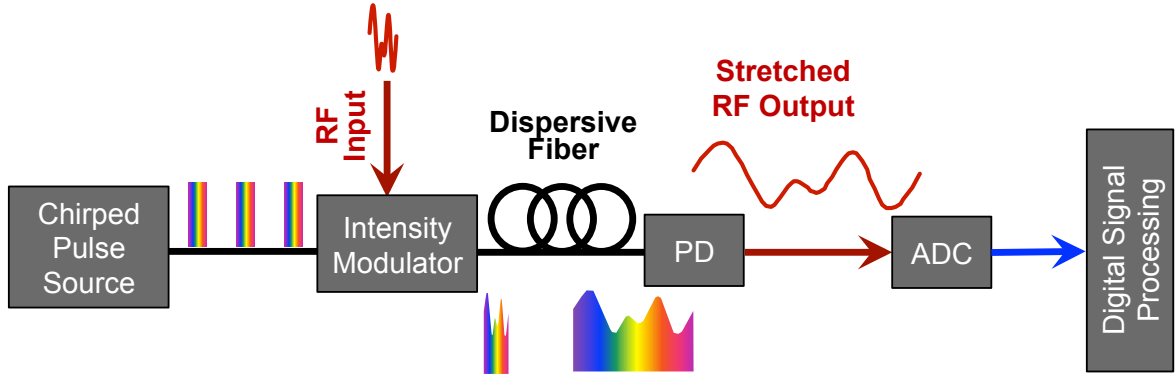 Chirped
Pulse
Source
RF
Input
Intensity
Modulator
Dispersive
Fiber
PD
Stretched
RF Output
ADC
Digital Signal
Processing